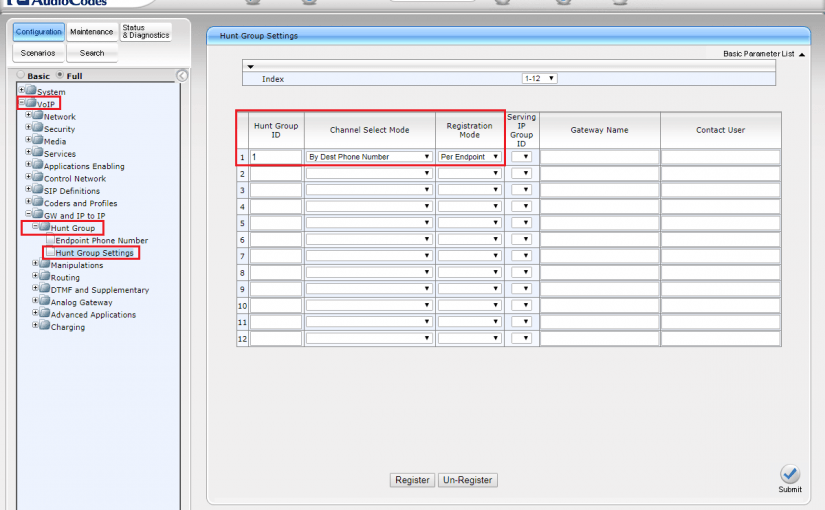 AudioCodes
Configuration Maintenance Status & Diagnostics
Scenarios Search
Basic Full
System
VoIP
Network
Security
Media
Services
Applications Enabling
Control Network
SIP Definitions
Coders and Profiles
GW and IP to IP
Hunt Group
Endpoint Phone Number
Hunt Group Settings
Manipulations
Routing
DTMF and Supplementary
Analog Gateway
Advanced Applications
Charging
Hunt Group Settings
Basic Parameter List
Index 1-12
Hunt Group ID Channel Select Mode Registration Mode Serving IP Group ID Gateway Name Contact User
1 1 By Dest Phone Number Per Endpoint
2
3
4
5
6
7
8
9
10
11
12
Register Un-Register
Submit